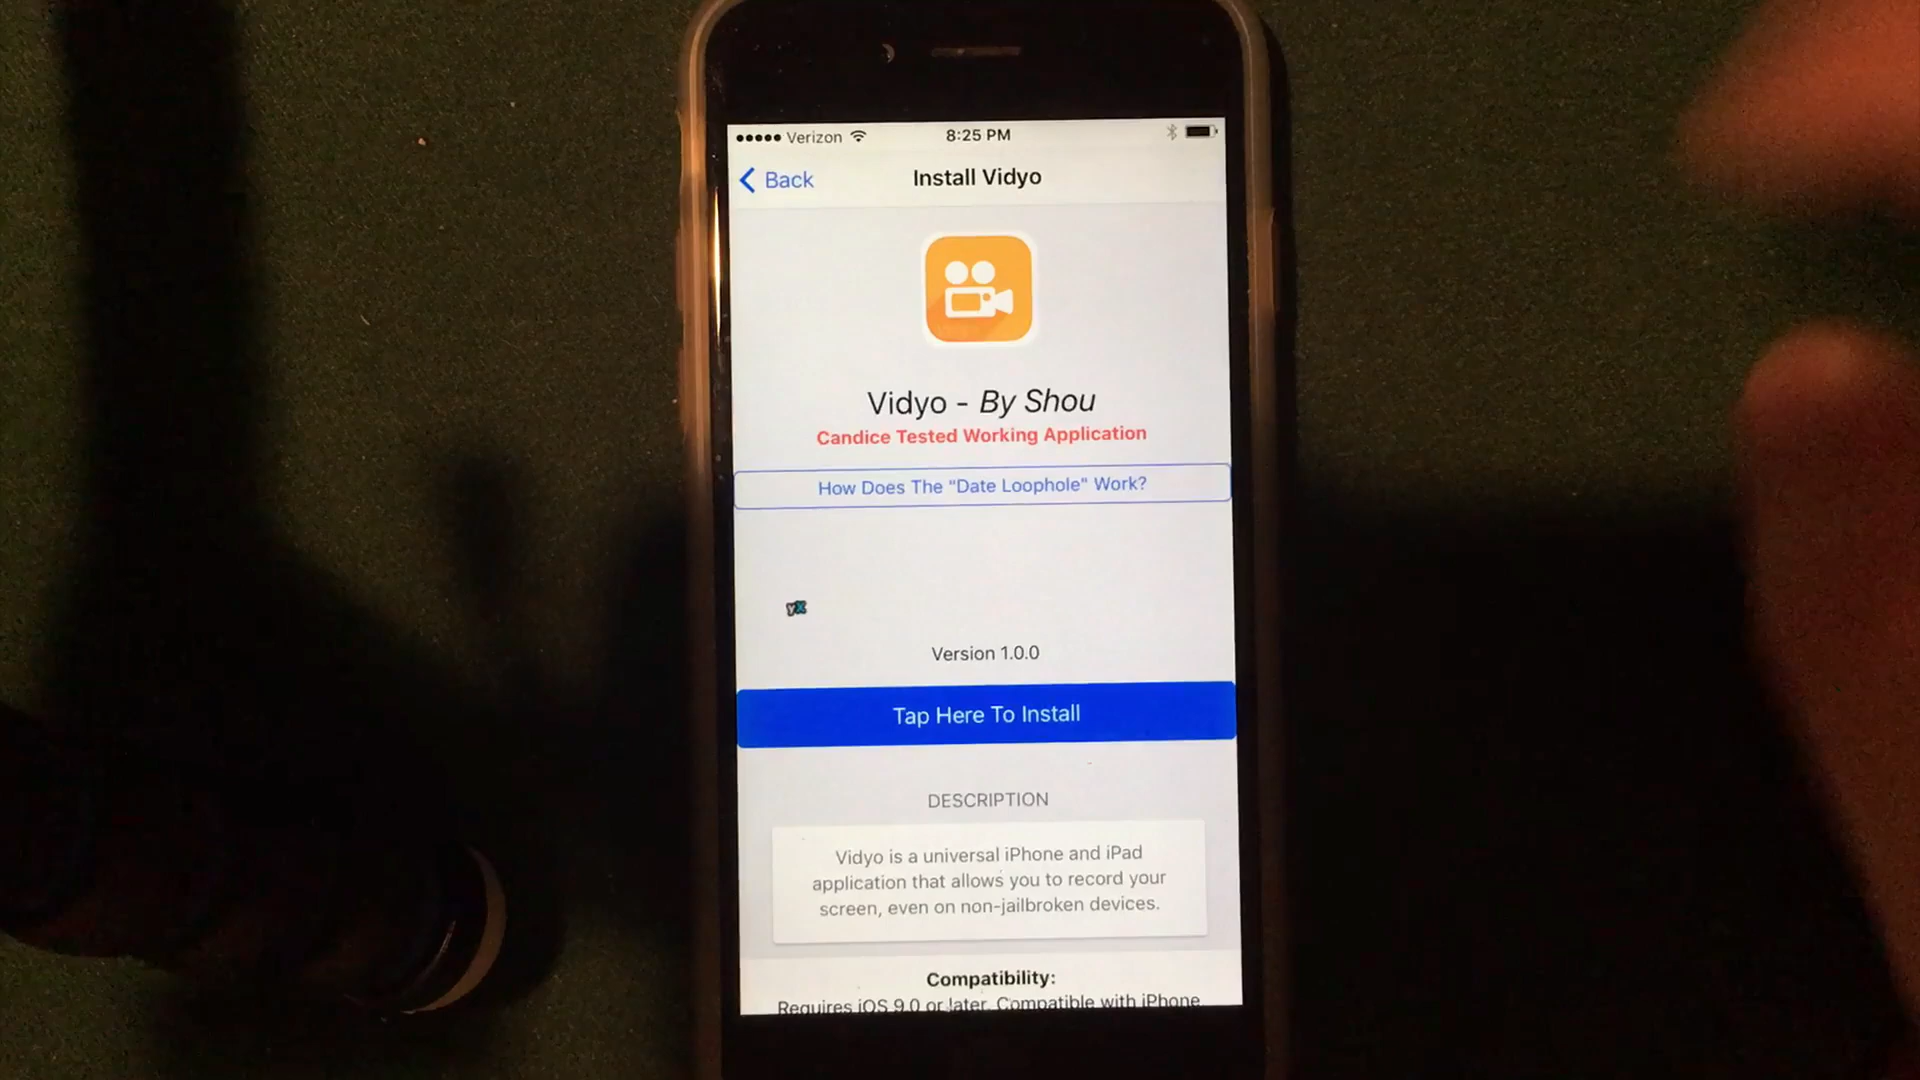 Verizon 8:25 PM
Back Install Vidyo
Vidyo - By Shou
Candice Tested Working Application
How Does The "Date Loophole" Work?
yX
Version 1.0.0
Tap Here To Install
DESCRIPTION
Vidyo is a universal iPhone and iPad
application that allows you to record your
screen, even on non-jailbroken devices.
Compatibility:
Requires iOS 9.0 or later. Compatible with iPhone